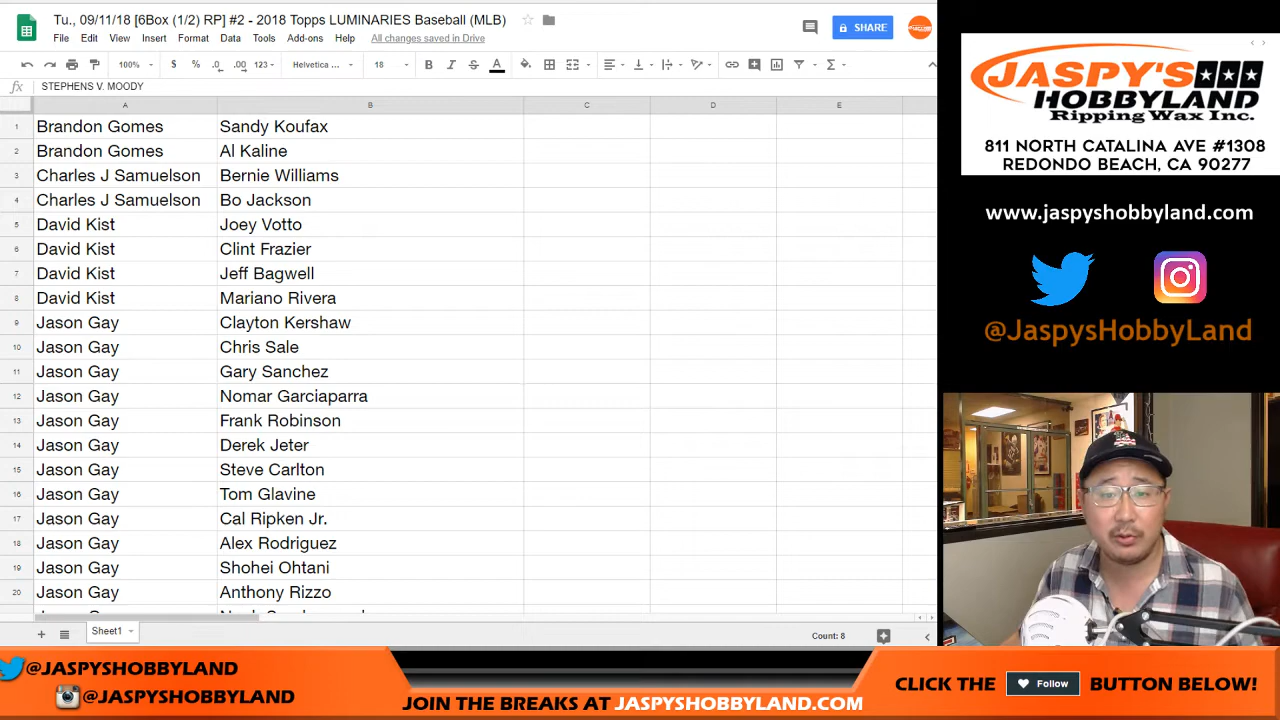 Tu., 09/11/18 [6Box (1/2) RP] #2 - 2018 Topps LUMINARIES Baseball (MLB)
File Edit View Insert Format Data Tools Add-ons Help All changes saved in Drive
SHARE
100% $ % .0 .00 123 Helvetica ... 18 B I S A
fx STEPHENS V. MOODY
A B C D E
1 Brandon Gomes Sandy Koufax
2 Brandon Gomes Al Kaline
3 Charles J Samuelson Bernie Williams
4 Charles J Samuelson Bo Jackson
5 David Kist Joey Votto
6 David Kist Clint Frazier
7 David Kist Jeff Bagwell
8 David Kist Mariano Rivera
9 Jason Gay Clayton Kershaw
10 Jason Gay Chris Sale
11 Jason Gay Gary Sanchez
12 Jason Gay Nomar Garciaparra
13 Jason Gay Frank Robinson
14 Jason Gay Derek Jeter
15 Jason Gay Steve Carlton
16 Jason Gay Tom Glavine
17 Jason Gay Cal Ripken Jr.
18 Jason Gay Alex Rodriguez
19 Jason Gay Shohei Ohtani
20 Jason Gay Anthony Rizzo
Sheet1
Count: 8
JASPY'S
HOBBYLAND
Ripping Wax Inc.
811 NORTH CATALINA AVE #1308
REDONDO BEACH, CA 90277
www.jaspyshobbyland.com
@JaspysHobbyLand
@JASPYSHOBBYLAND
@JASPYSHOBBYLAND
JOIN THE BREAKS AT JASPYSHOBBYLAND.COM
CLICK THE Follow BUTTON BELOW!